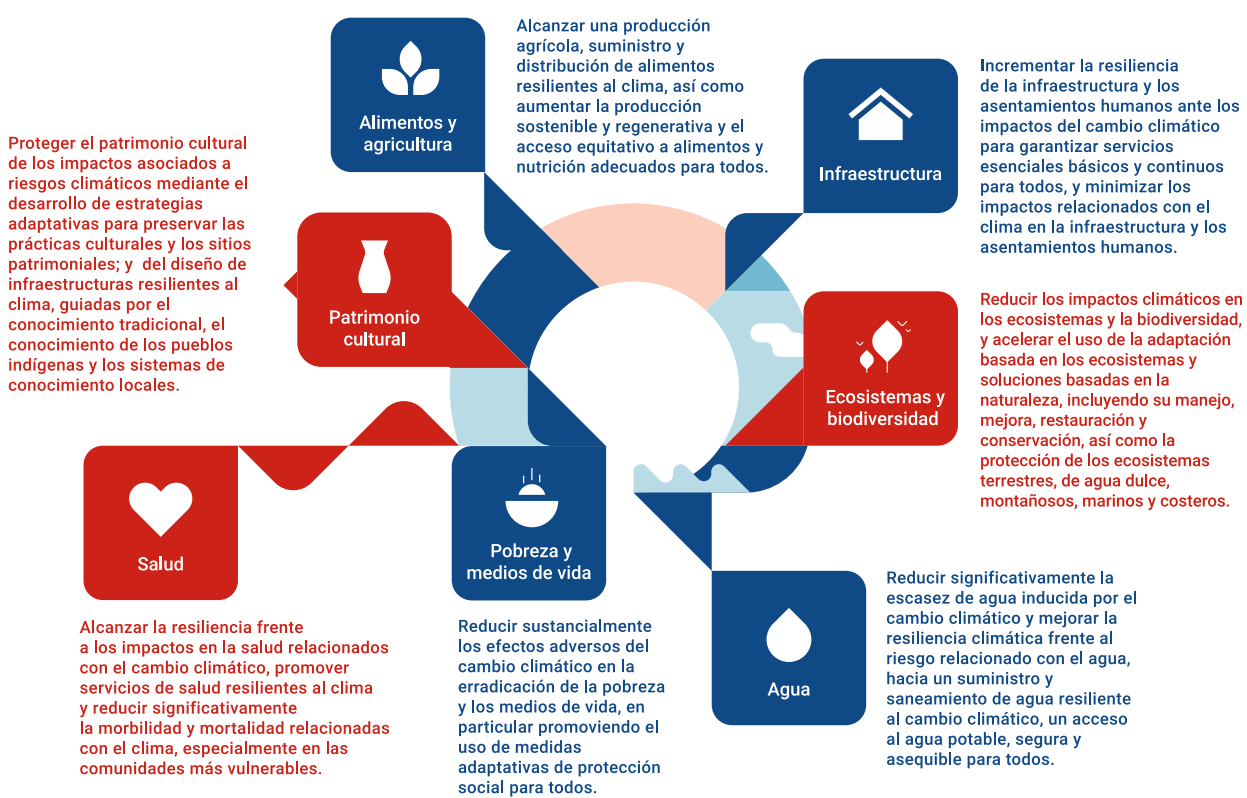 Alimentos y
agricultura
Alcanzar una producción
agrícola, suministro y
distribución de alimentos
resilientes al clima, así como
aumentar la producción
sostenible y regenerativa y el
acceso equitativo a alimentos y
nutrición adecuados para todos.
Infraestructura
Incrementar la resiliencia
de la infraestructura y los
asentamientos humanos ante los
impactos del cambio climático
para garantizar servicios
esenciales básicos y continuos
para todos, y minimizar los
impactos relacionados con el
clima en la infraestructura y los
asentamientos humanos.
Proteger el patrimonio cultural
de los impactos asociados a
riesgos climáticos mediante el
desarrollo de estrategias
adaptativas para preservar las
prácticas culturales y los sitios
patrimoniales; y del diseño de
infraestructuras resilientes al
clima, guiadas por el
conocimiento tradicional, el
conocimiento de los pueblos
indígenas y los sistemas de
conocimiento locales.
Patrimonio
cultural
Ecosistemas y
biodiversidad
Reducir los impactos climáticos en
los ecosistemas y la biodiversidad,
y acelerar el uso de la adaptación
basada en los ecosistemas y
soluciones basadas en la
naturaleza, incluyendo su manejo,
mejora, restauración y
conservación, así como la
protección de los ecosistemas
terrestres, de agua dulce,
montañosos, marinos y costeros.
Salud
Alcanzar la resiliencia frente
a los impactos en la salud relacionados
con el cambio climático, promover
servicios de salud resilientes al clima
y reducir significativamente
la morbilidad y mortalidad relacionadas
con el clima, especialmente en las
comunidades más vulnerables.
Pobreza y
medios de vida
Reducir sustancialmente
los efectos adversos del
cambio climático en la
erradicación de la pobreza
y los medios de vida, en
particular promoviendo el
uso de medidas
adaptativas de protección
social para todos.
Agua
Reducir significativamente la
escasez de agua inducida por el
cambio climático y mejorar la
resiliencia climática frente al
riesgo relacionado con el agua,
hacia un suministro y
saneamiento de agua resiliente
al cambio climático, un acceso
al agua potable, segura y
asequible para todos.